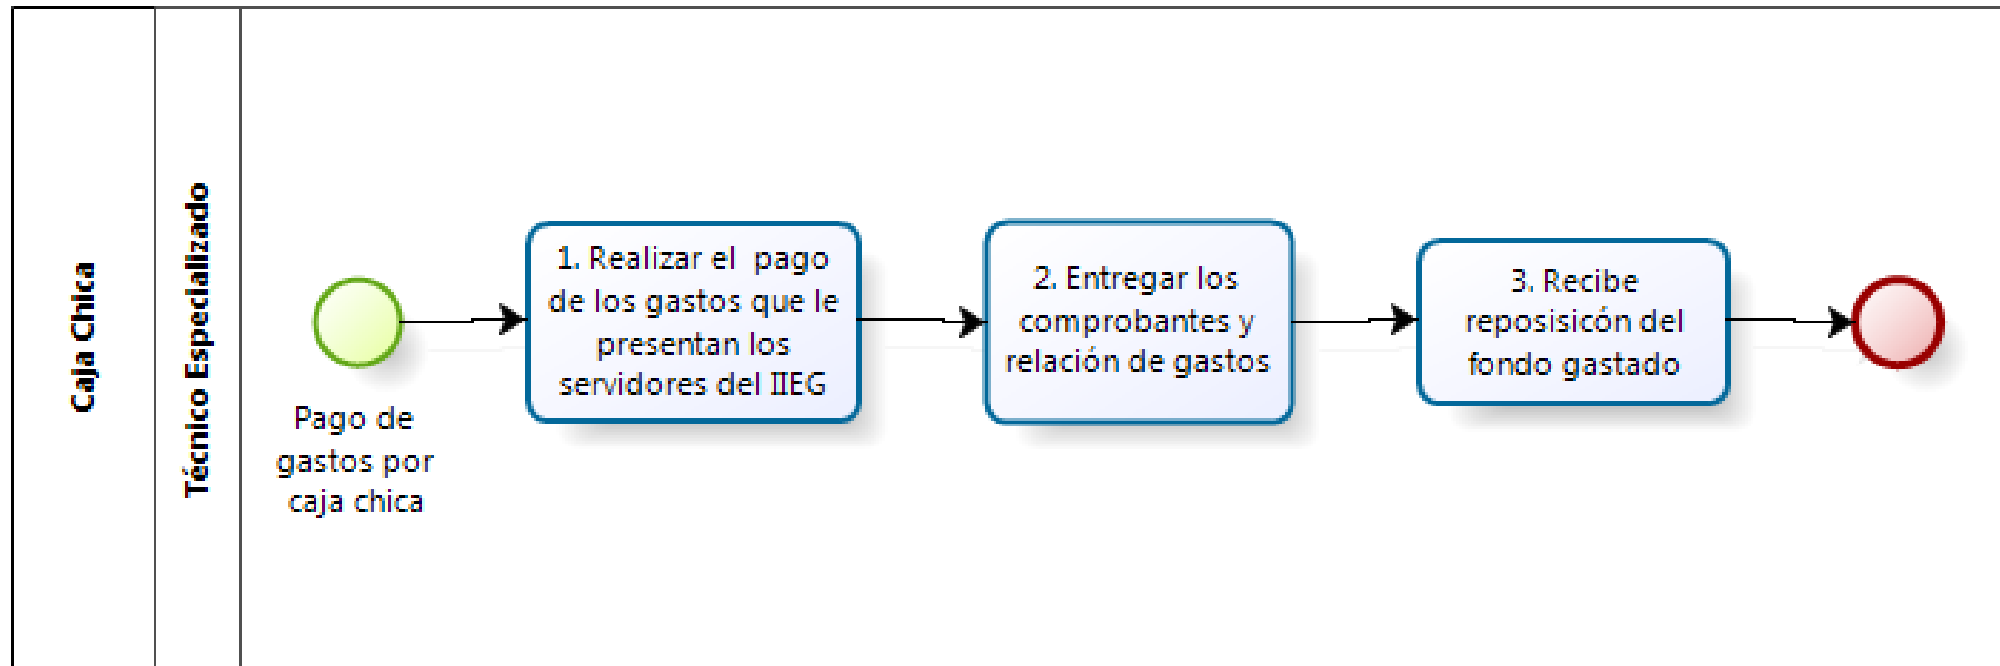 Caja Chica
Técnico Especializado
Pago de
gastos por
caja chica
1. Realizar el  pago
de los gastos que le
presentan los
servidores del IIEG
2. Entregar los
comprobantes y
relación de gastos
3. Recibe
reposisicón del
fondo gastado